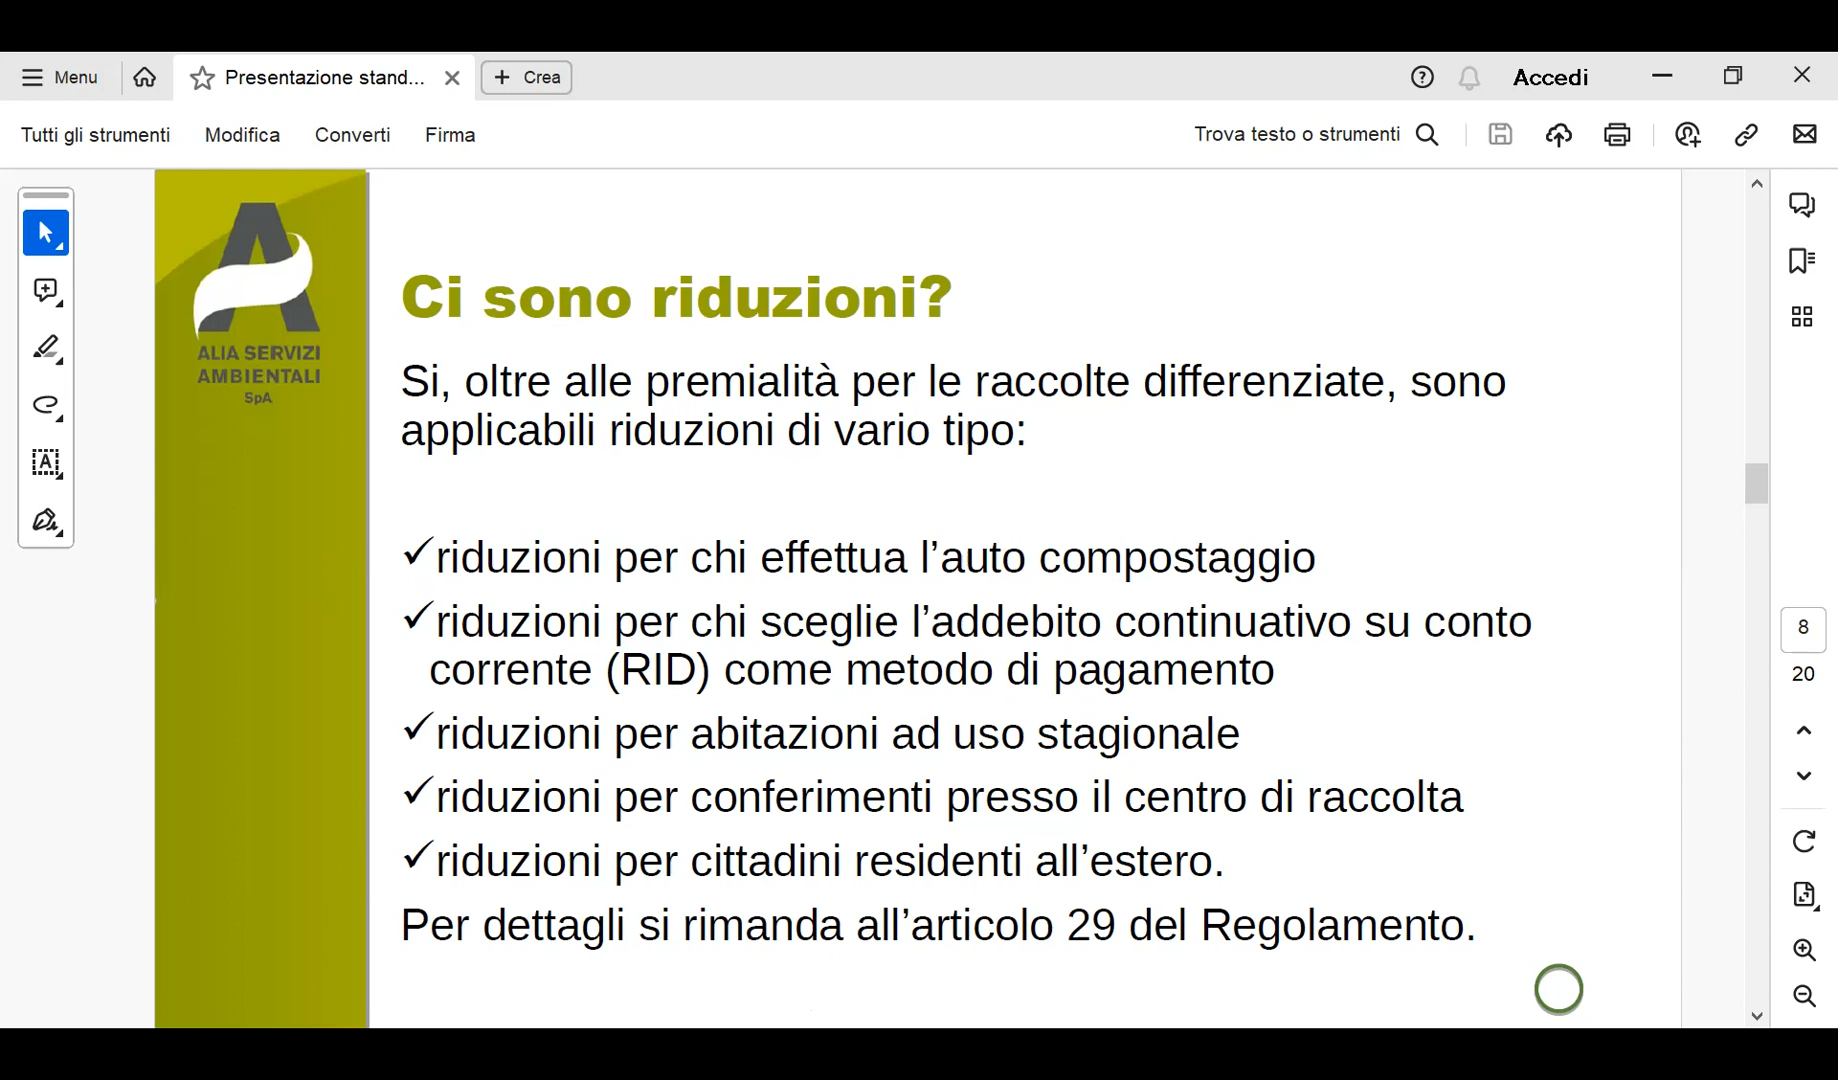 Menu
Presentazione stand...
Crea
Accedi
Tutti gli strumenti
Modifica
Converti
Firma
Trova testo o strumenti
ALIA SERVIZI
AMBIENTALI
SpA
Ci sono riduzioni?
Si, oltre alle premialità per le raccolte differenziate, sono
applicabili riduzioni di vario tipo:
✓riduzioni per chi effettua l’auto compostaggio
✓riduzioni per chi sceglie l’addebito continuativo su conto
corrente (RID) come metodo di pagamento
✓riduzioni per abitazioni ad uso stagionale
✓riduzioni per conferimenti presso il centro di raccolta
✓riduzioni per cittadini residenti all’estero.
Per dettagli si rimanda all’articolo 29 del Regolamento.
8
20